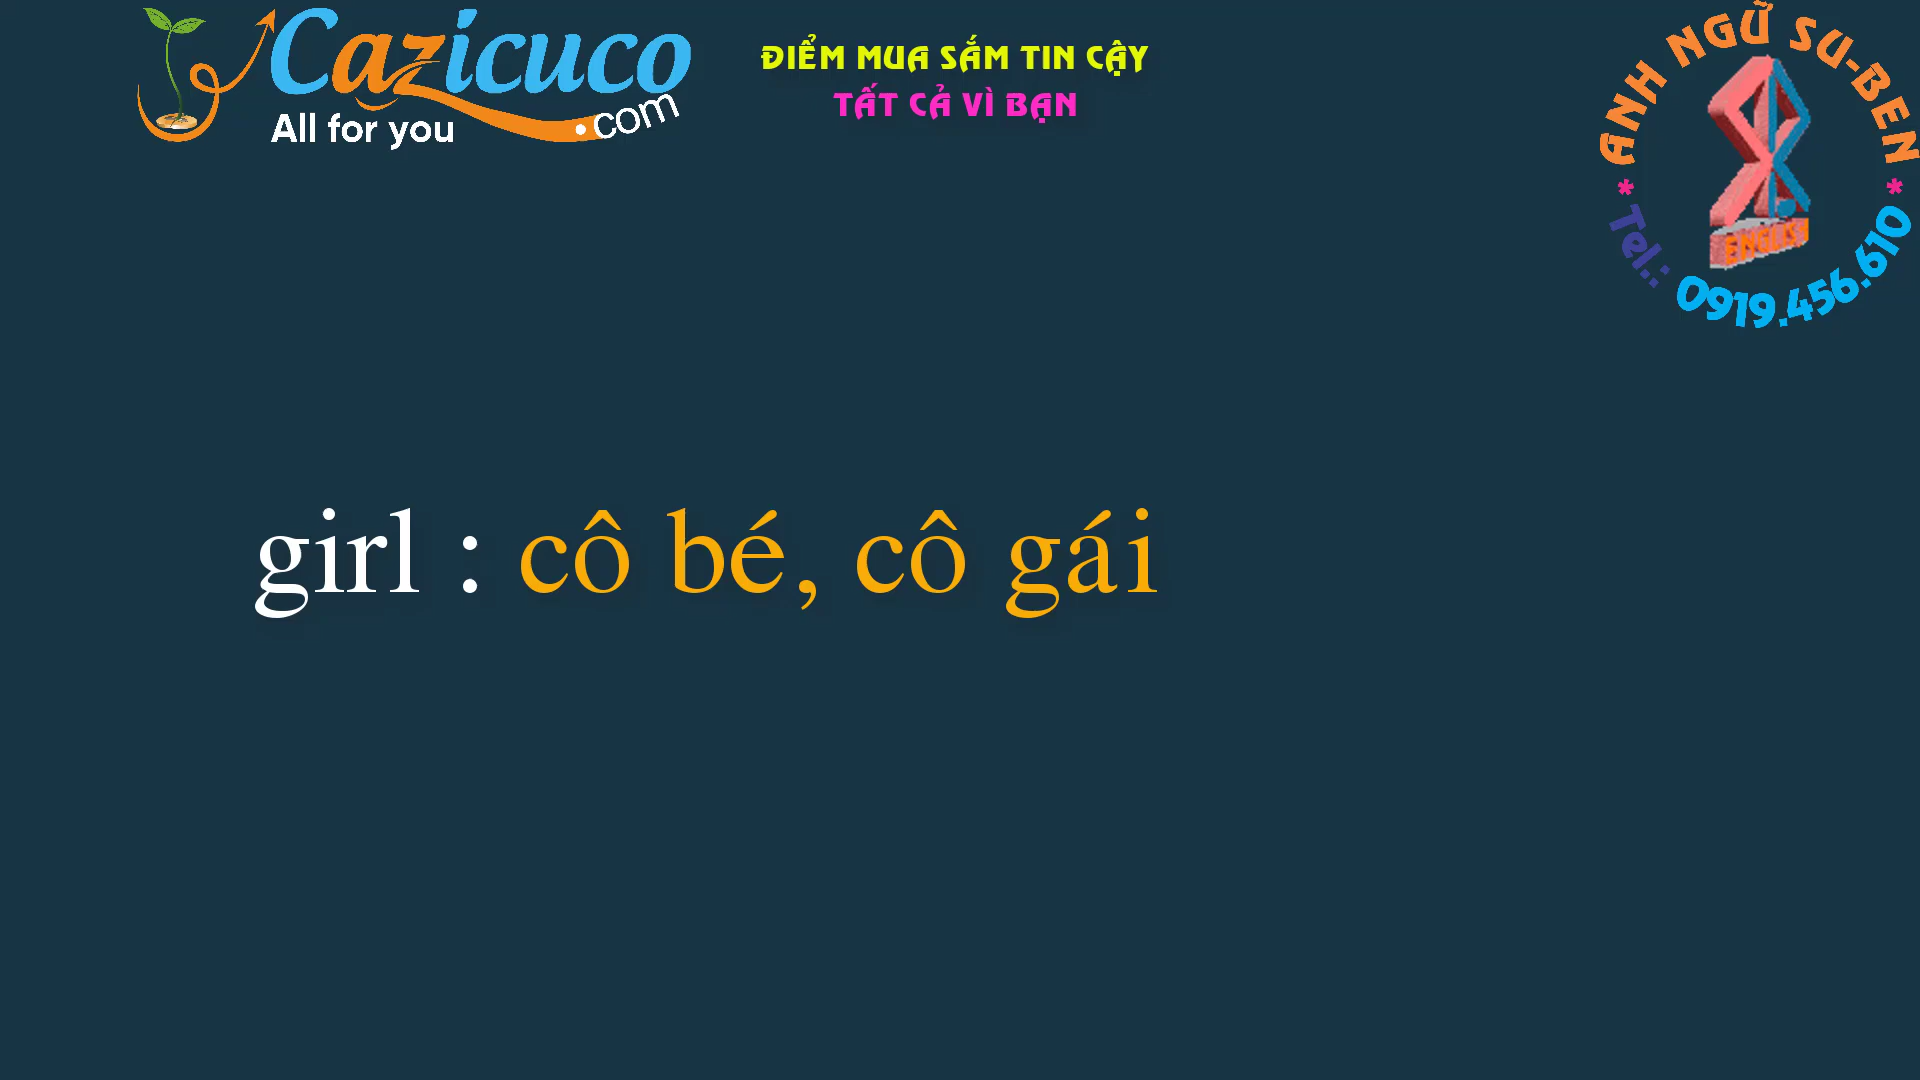 Cazicuco
.com
All for you
ĐIỂM MUA SẮM TIN CẬY
TẤT CẢ VÌ BẠN
ANH NGỮ SU-BEN
* Tel.: 0919.456.610 *
ENGLISH
girl : cô bé, cô gái